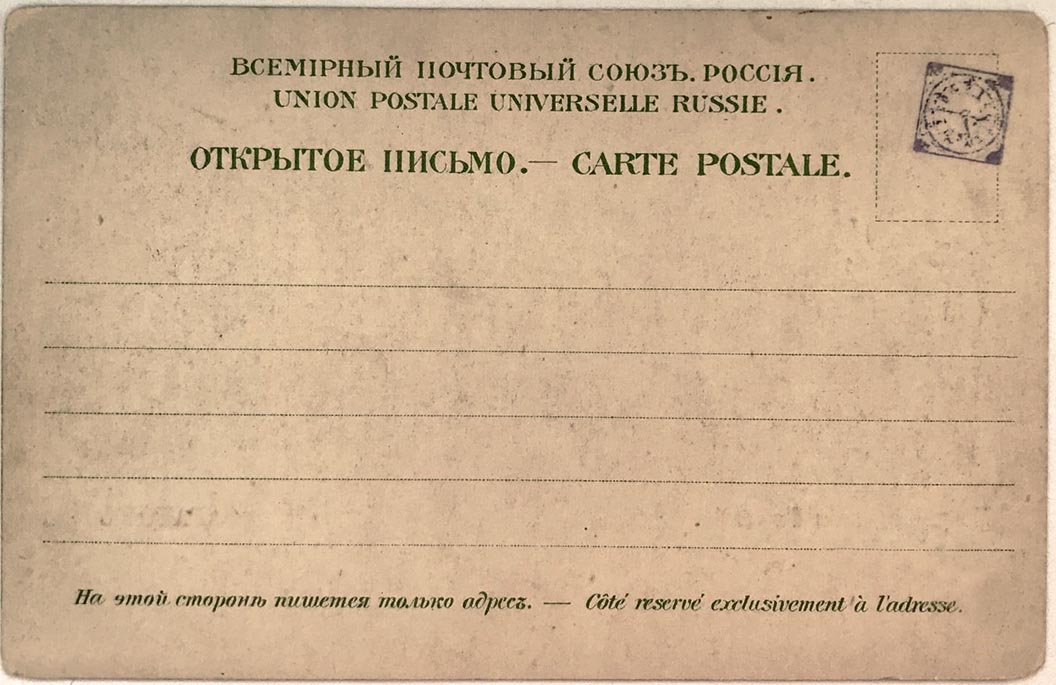 ВСЕМІРНЫЙ ПОЧТОВЫЙ СОЮЗЪ. РОССІЯ.
UNION POSTALE UNIVERSELLE RUSSIE.
ОТКРЫТОЕ ПИСЬМО.— CARTE POSTALE.
На этой сторонѣ пишется только адресъ. — Côté reservé exclusivement à l'adresse.